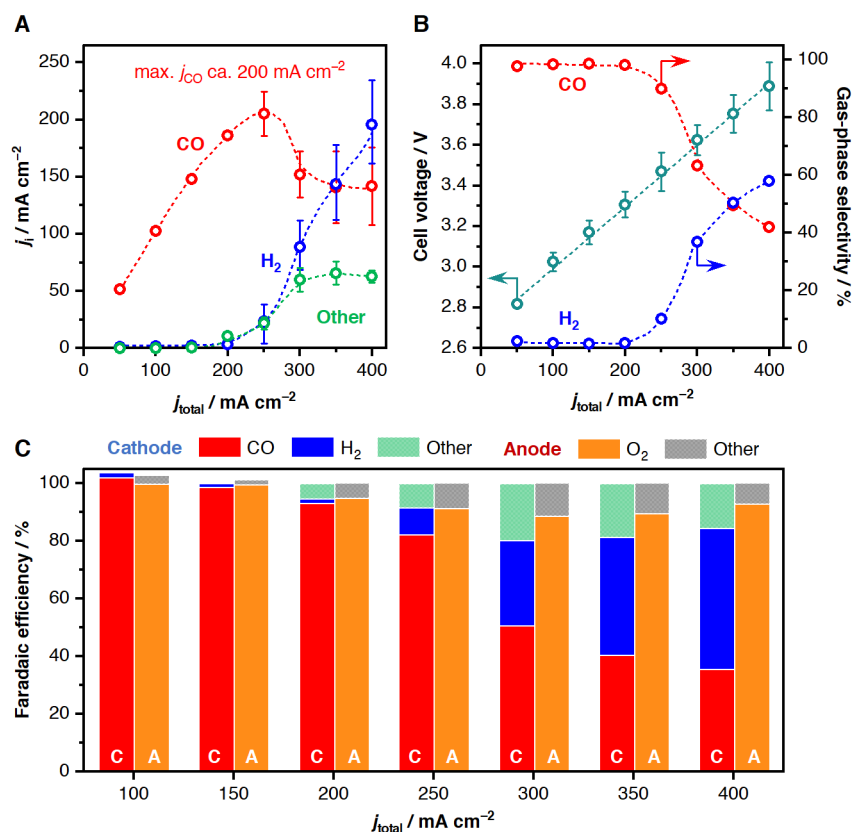 A
max. jCO ca. 200 mA cm⁻²
CO
H₂
Other
250
200
150
100
50
0
0 100 200 300 400
ji / mA cm⁻²
jtotal / mA cm⁻²
B
CO
H₂
4.0
3.8
3.6
3.4
3.2
3.0
2.8
2.6
Cell voltage / V
100
80
60
40
20
0
Gas-phase selectivity / %
0 100 200 300 400
jtotal / mA cm⁻²
C
Cathode CO H₂ Other Anode O₂ Other
100
80
60
40
20
0
Faradaic efficiency / %
C A C A C A C A C A C A C A
100 150 200 250 300 350 400
jtotal / mA cm⁻²